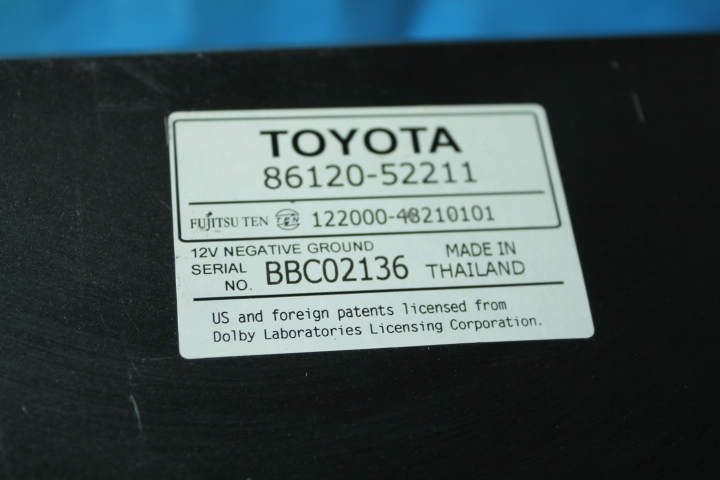 TOYOTA
86120-52211
FUJITSU TEN TEN 122000-48210101
12V NEGATIVE GROUND
SERIAL NO. BBC02136
MADE IN THAILAND
US and foreign patents licensed from
Dolby Laboratories Licensing Corporation.